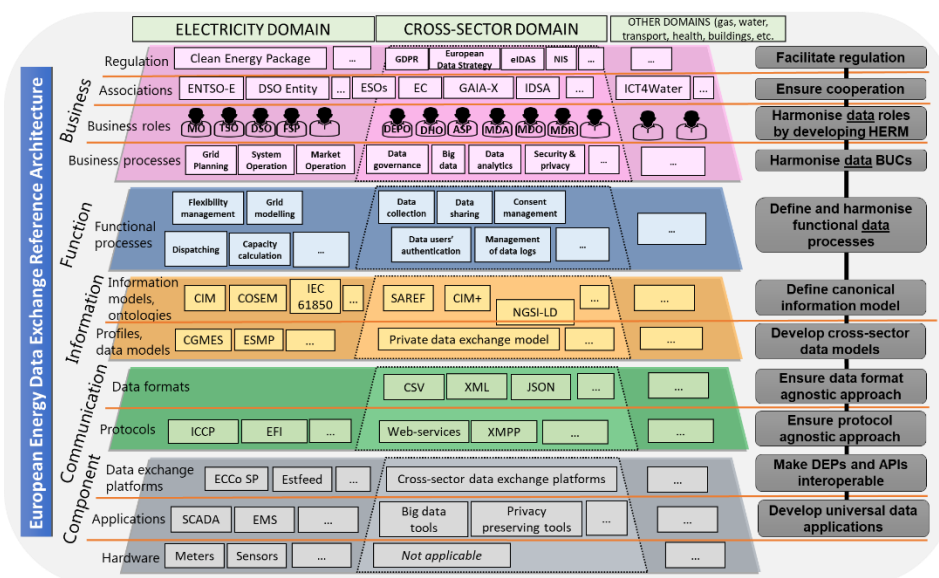 ELECTRICITY DOMAIN
CROSS-SECTOR DOMAIN
OTHER DOMAINS (gas, water,
transport, health, buildings, etc.
European Energy Data Exchange Reference Architecture
Business
Regulation
Clean Energy Package
...
GDPR
European
Data Strategy
eIDAS
NIS
...
...
Facilitate regulation
Associations
ENTSO-E
DSO Entity
...
ESOs
EC
GAIA-X
IDSA
...
ICT4Water
...
Ensure cooperation
Business roles
MO
TSO
DSO
FSP
DEPO
DHO
ASP
MDA
MDO
MDR
Harmonise data roles
by developing HERM
Business processes
Grid
Planning
System
Operation
Market
Operation
Data
governance
Big
data
Data
analytics
Security &
privacy
...
...
Harmonise data BUCs
Function
Functional
processes
Flexibility
management
Grid
modelling
Dispatching
Capacity
calculation
...
Data
collection
Data
sharing
Consent
management
Data users'
authentication
Management
of data logs
...
...
Define and harmonise
functional data
processes
Information
Information
models,
ontologies
CIM
COSEM
IEC
61850
...
SAREF
CIM+
NGSI-LD
...
...
Define canonical
information model
Profiles,
data models
CGMES
ESMP
...
Private data exchange model
...
...
Develop cross-sector
data models
Communication
Data formats
CSV
XML
JSON
...
...
Ensure data format
agnostic approach
Protocols
ICCP
EFI
...
Web-services
XMPP
...
...
Ensure protocol
agnostic approach
Component
Data exchange
platforms
ECCo SP
Estfeed
...
Cross-sector data exchange platforms
...
Make DEPs and APIs
interoperable
Applications
SCADA
EMS
...
Big data
tools
Privacy
preserving tools
...
...
Develop universal data
applications
Hardware
Meters
Sensors
...
Not applicable
...